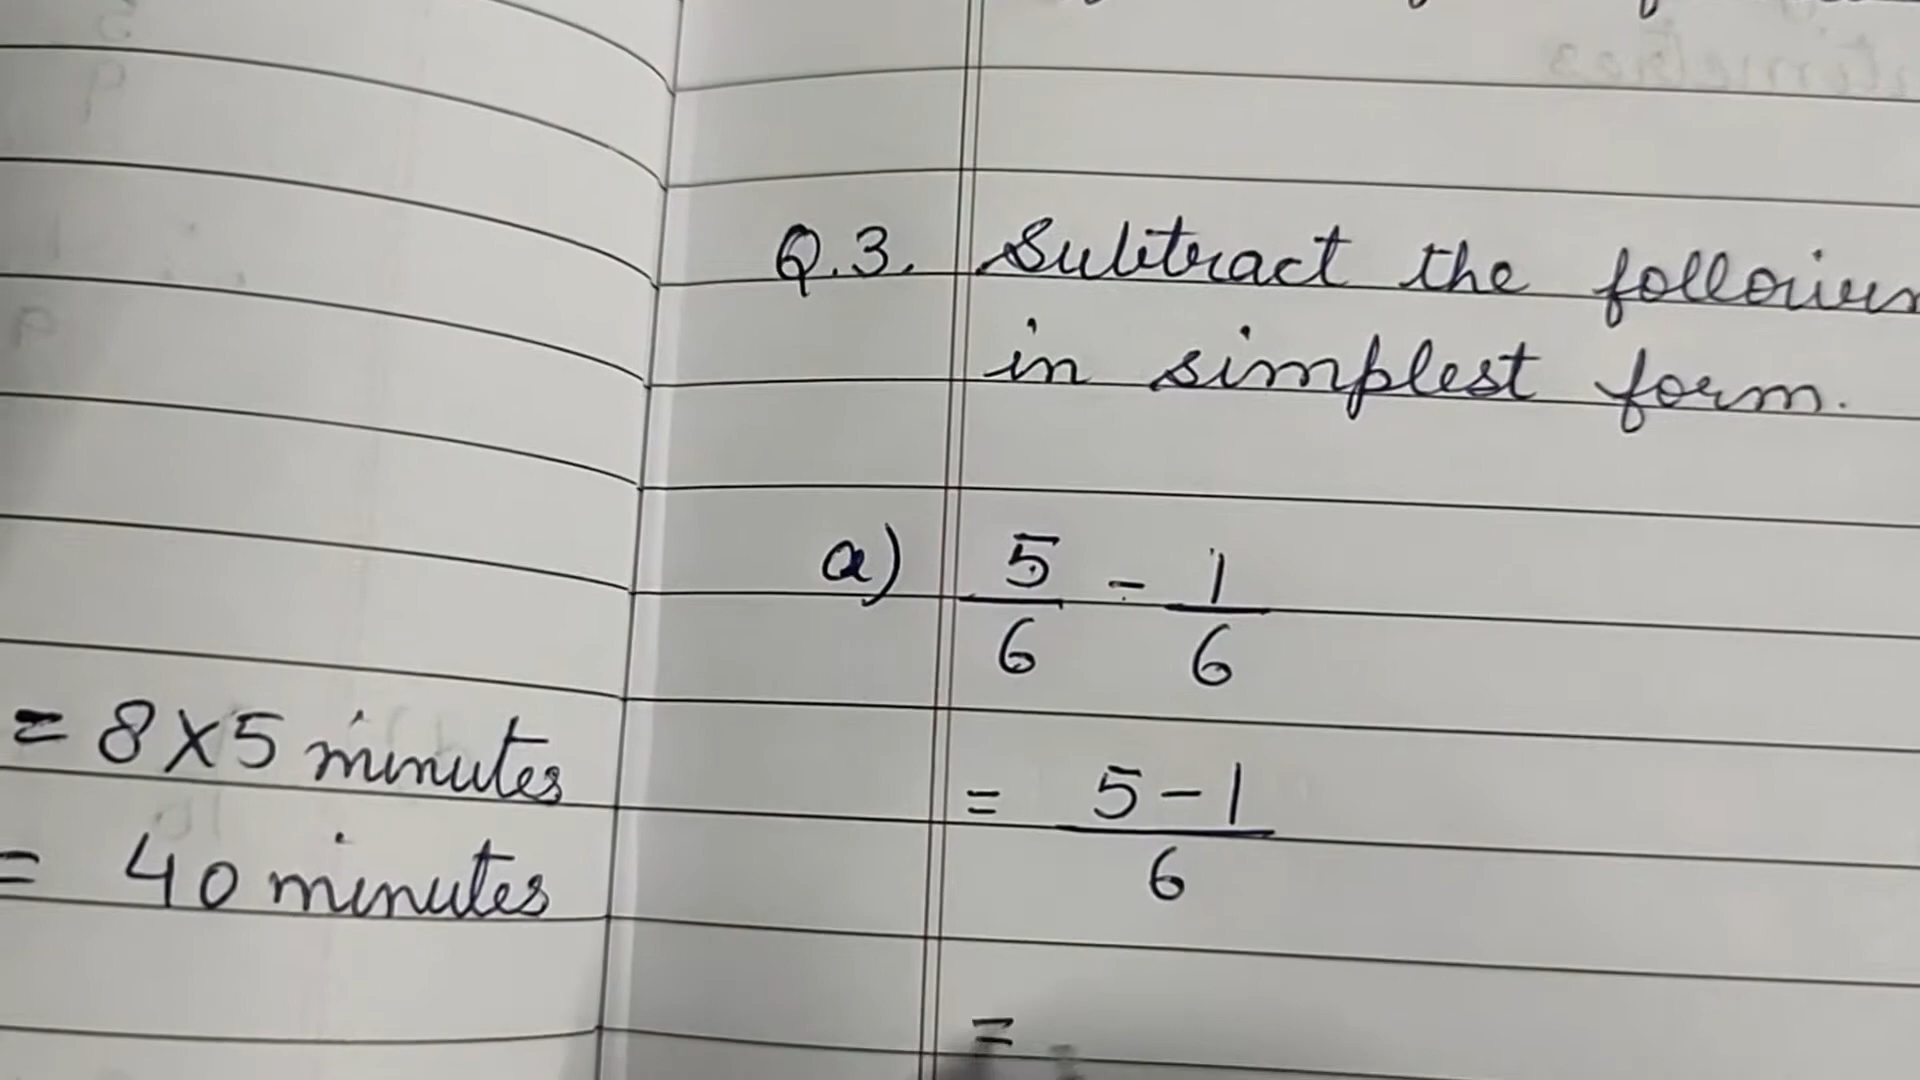 = 8×5 minutes
= 40 minutes
Q.3. Subtract the
in simplest form.
a) 5/6 - 1/6
= 5-1/6
=